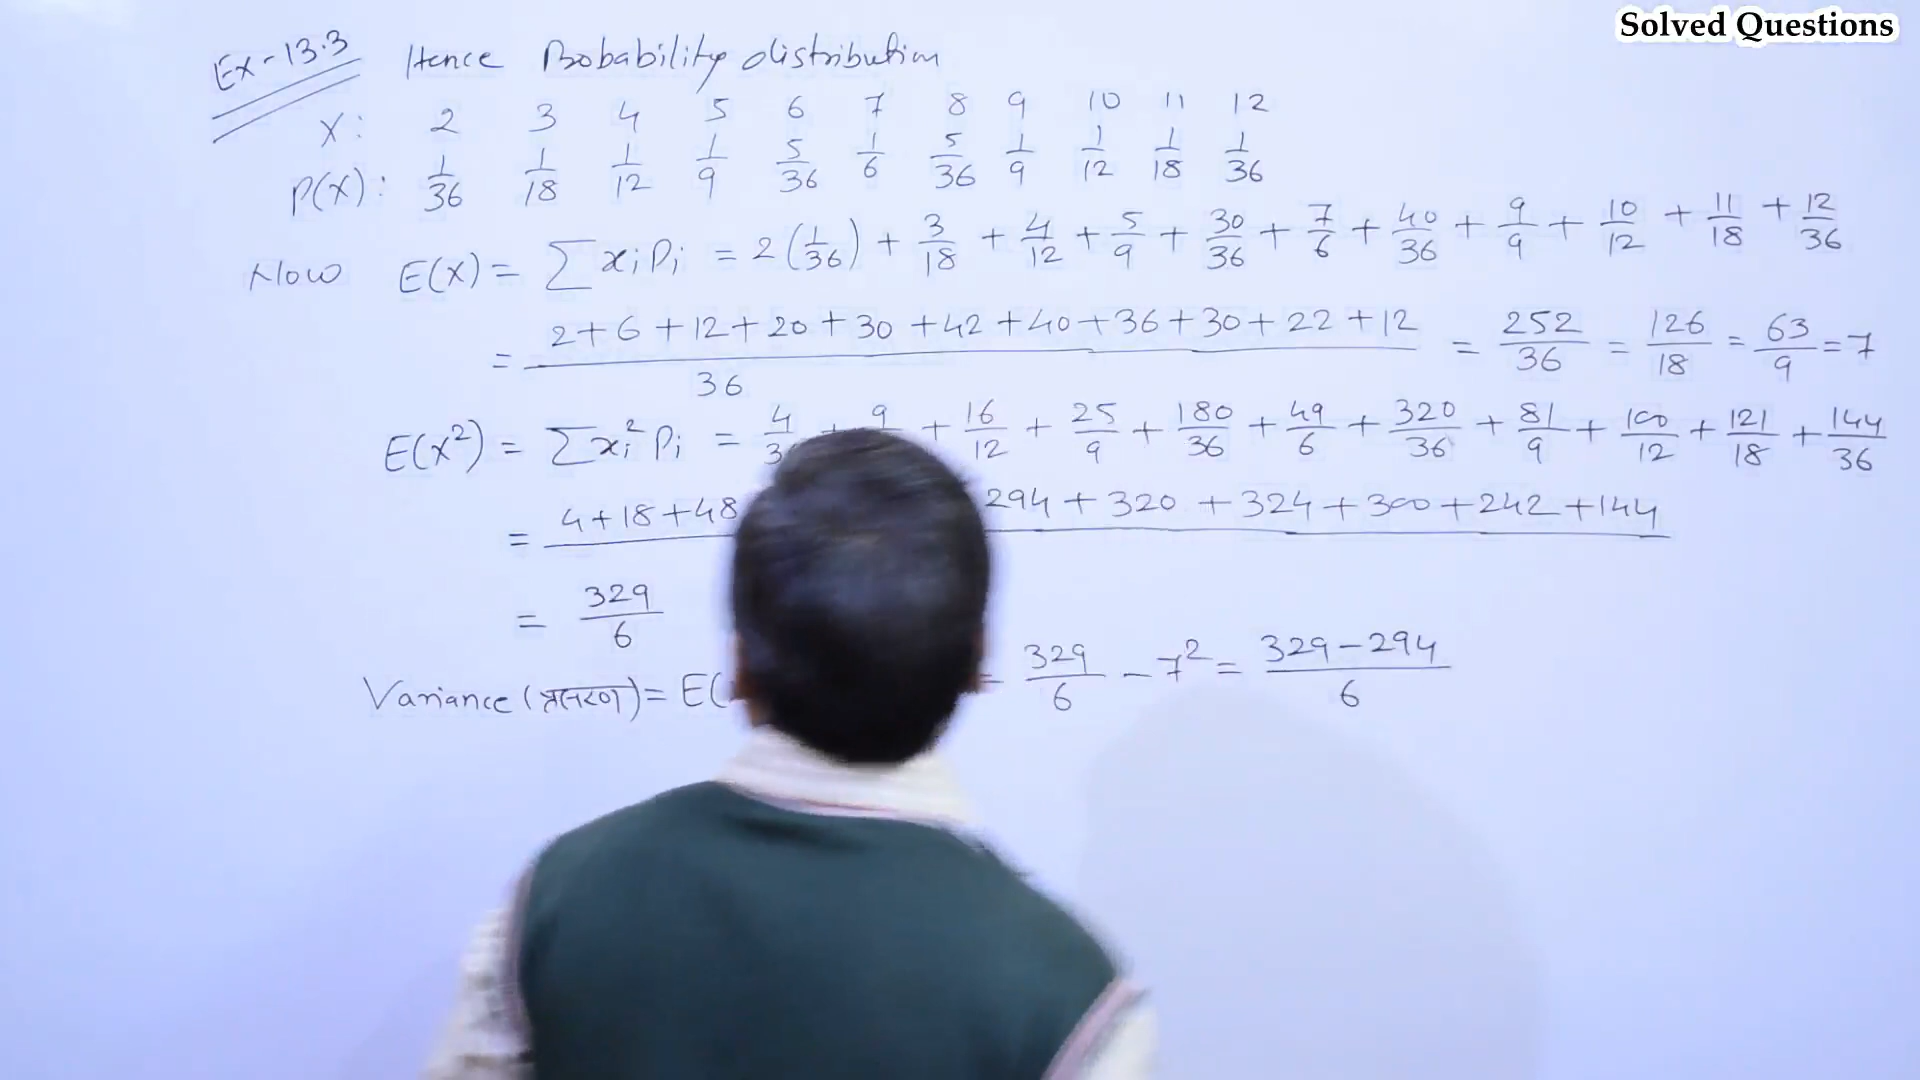 Solved Questions
Ex-13.3 Hence Probability distribution
X: 2 3 4 5 6 7 8 9 10 11 12
P(X): 1/36 1/18 1/12 1/9 5/36 1/6 5/36 1/9 1/12 1/18 1/36
Now E(X) = ∑ xi Pi = 2(1/36) + 3/18 + 4/12 + 5/9 + 30/36 + 7/6 + 40/36 + 9/9 + 10/12 + 11/18 + 12/36
= (2+6+12+20+30+42+40+36+30+22+12)/36 = 252/36 = 126/18 = 63/9 = 7
E(X²) = ∑xi² Pi = 4/3 + 9 + 16/12 + 25/9 + 180/36 + 49/6 + 320/36 + 81/9 + 100/12 + 121/18 + 144/36
= 4+18+48 294+320+324+300+242+144
= 329/6
Variance (प्रसरण) = E( = 329/6 - 7² = (329-294)/6